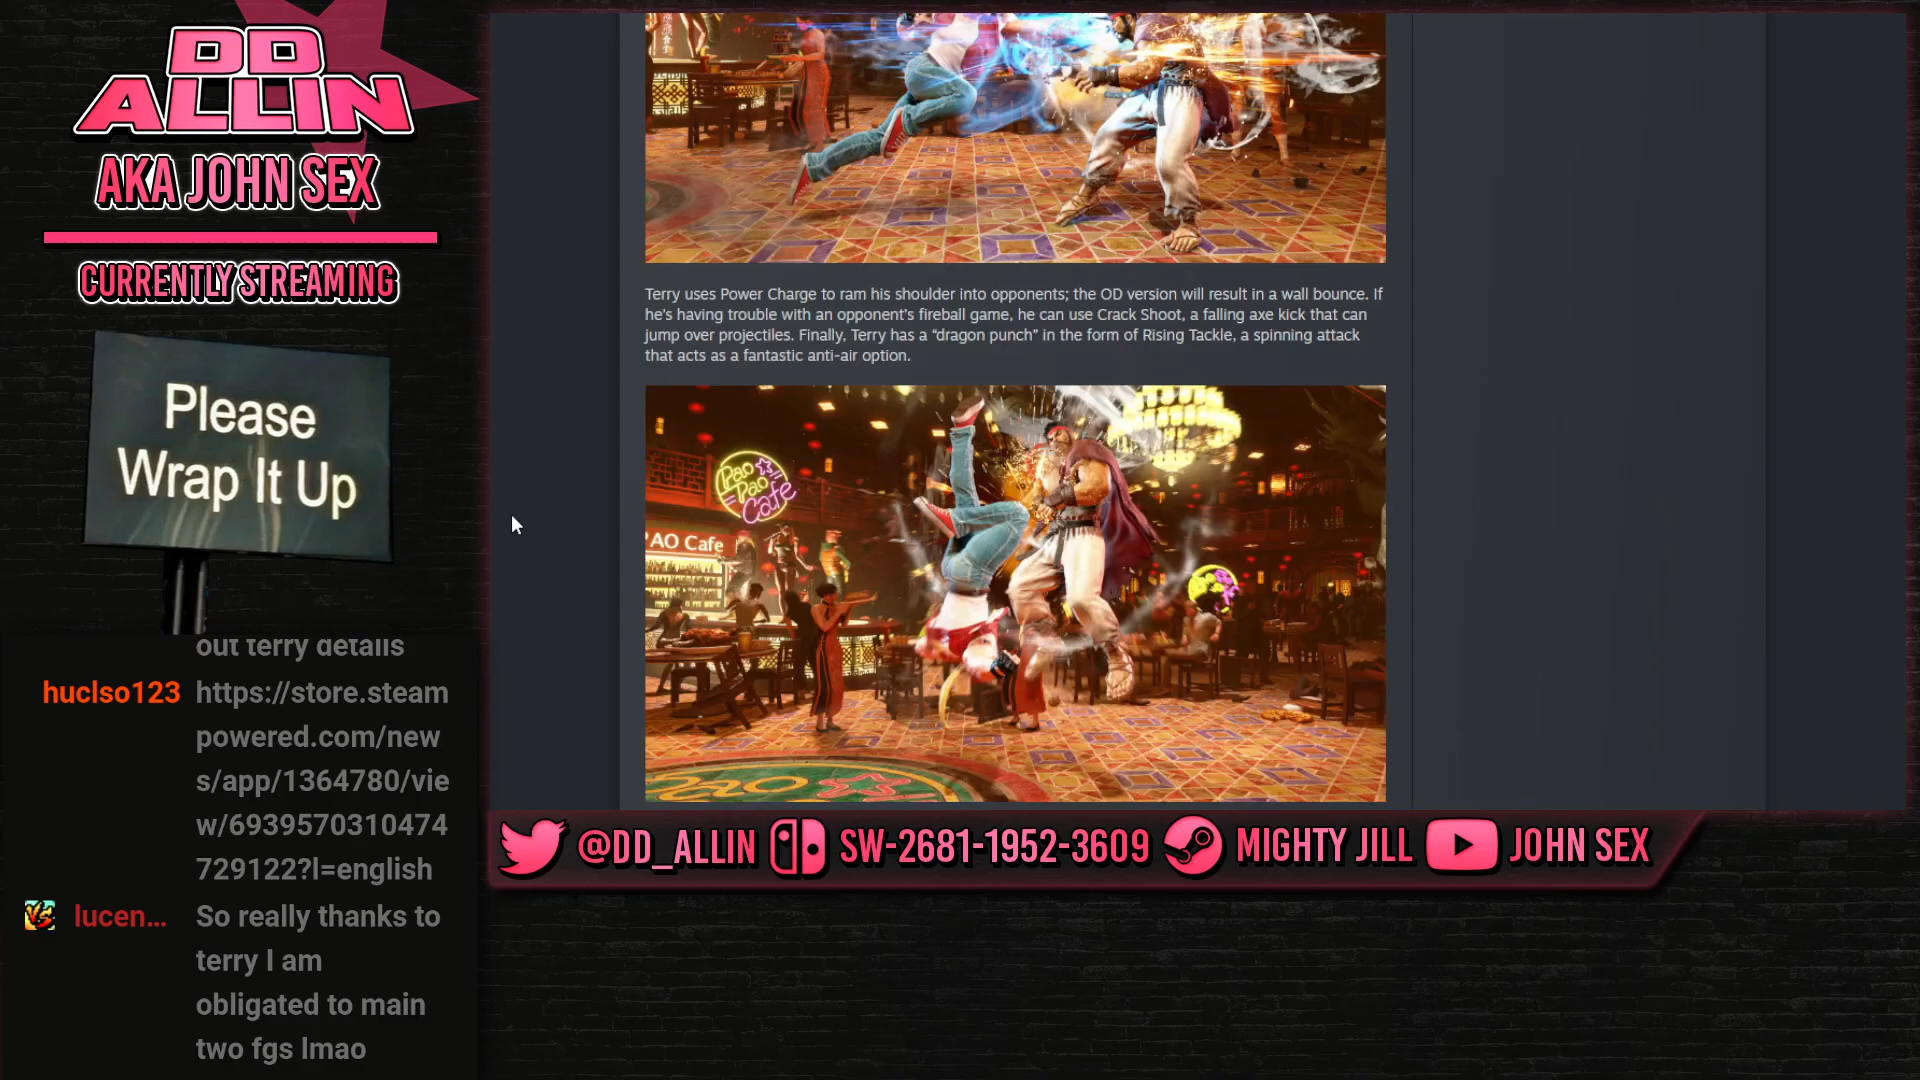 DD
ALLIN
AKA JOHN SEX
CURRENTLY STREAMING
Please
Wrap It Up
out terry details
huclso123 https://store.steam
powered.com/new
s/app/1364780/vie
w/6939570310474
729122?l=english
lucen... So really thanks to
terry I am
obligated to main
two fgs lmao
Terry uses Power Charge to ram his shoulder into opponents; the OD version will result in a wall bounce. If
he's having trouble with an opponent's fireball game, he can use Crack Shoot, a falling axe kick that can
jump over projectiles. Finally, Terry has a “dragon punch” in the form of Rising Tackle, a spinning attack
that acts as a fantastic anti-air option.
Pao
Pao
Cafe
AO Cafe
@DD_ALLIN SW-2681-1952-3609 MIGHTY JILL JOHN SEX